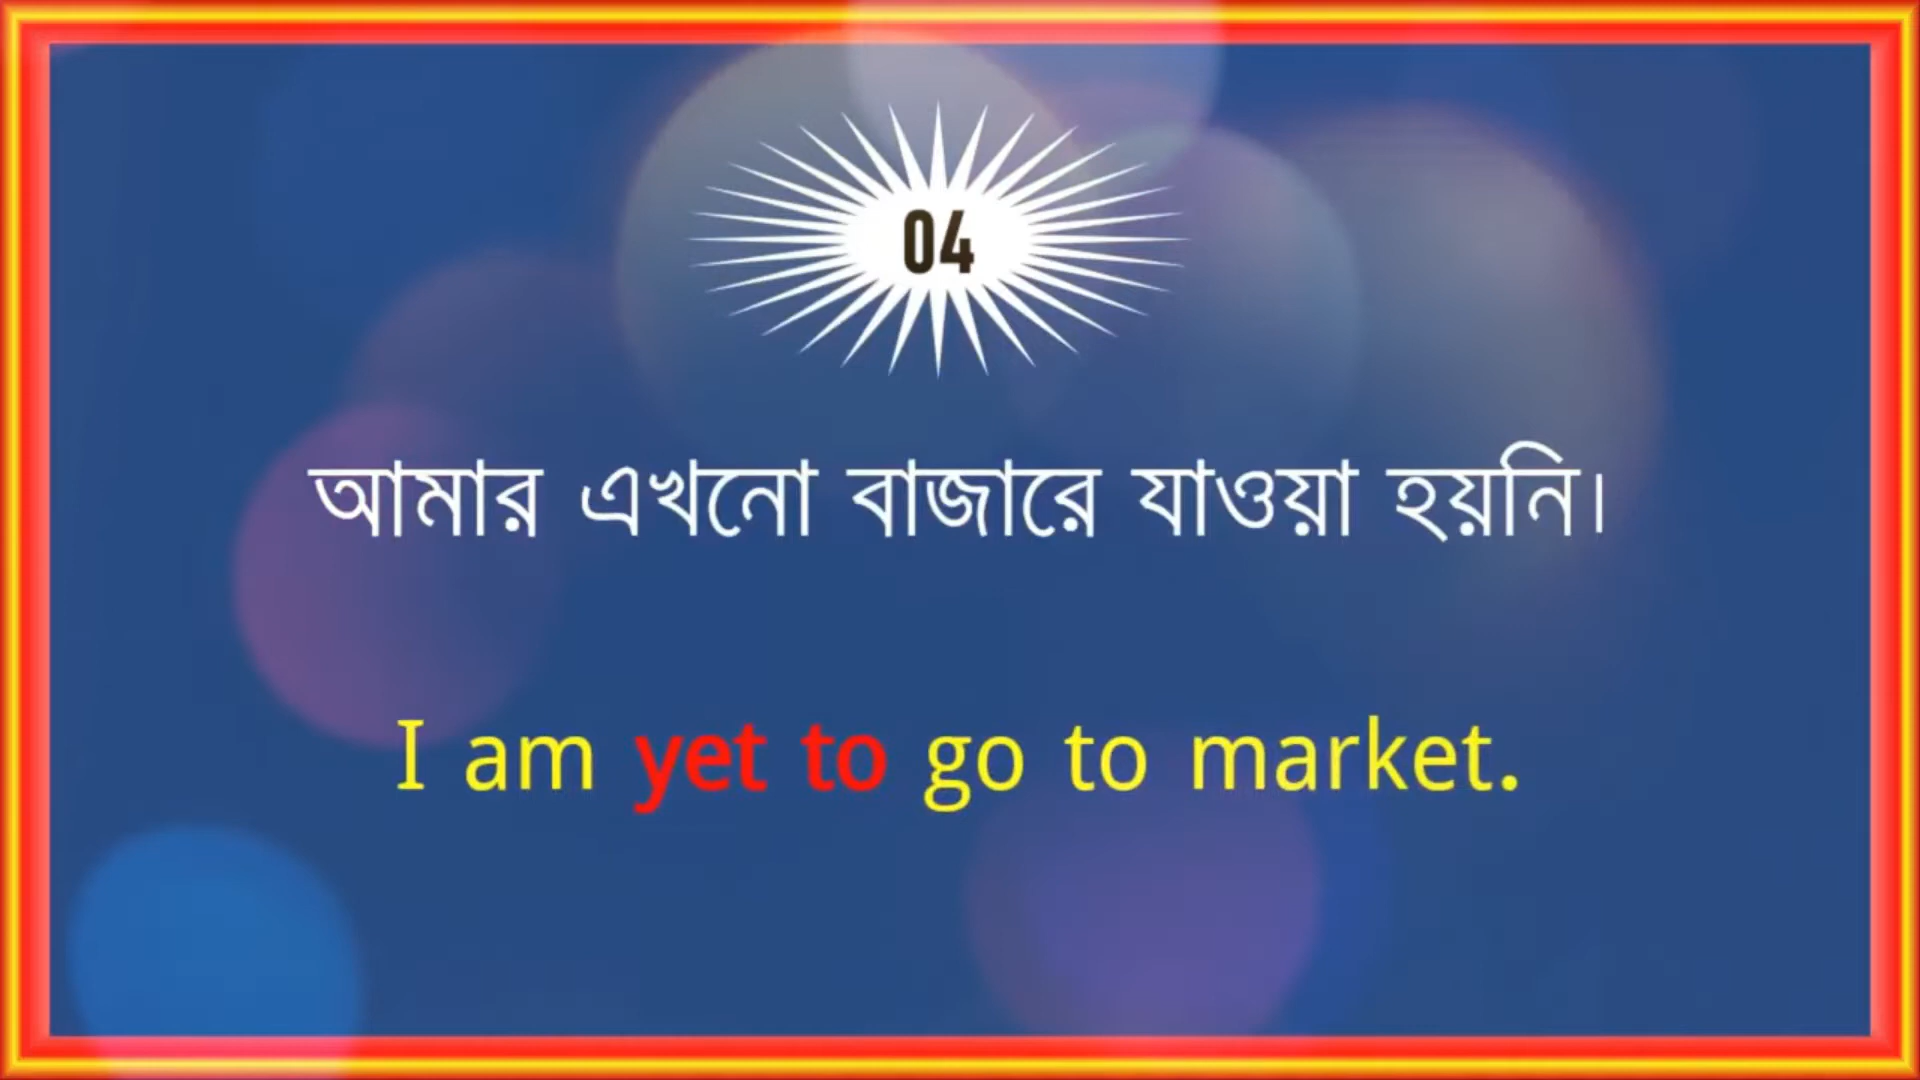 04
আমার এখনো বাজারে যাওয়া হয়নি।
I am yet to go to market.